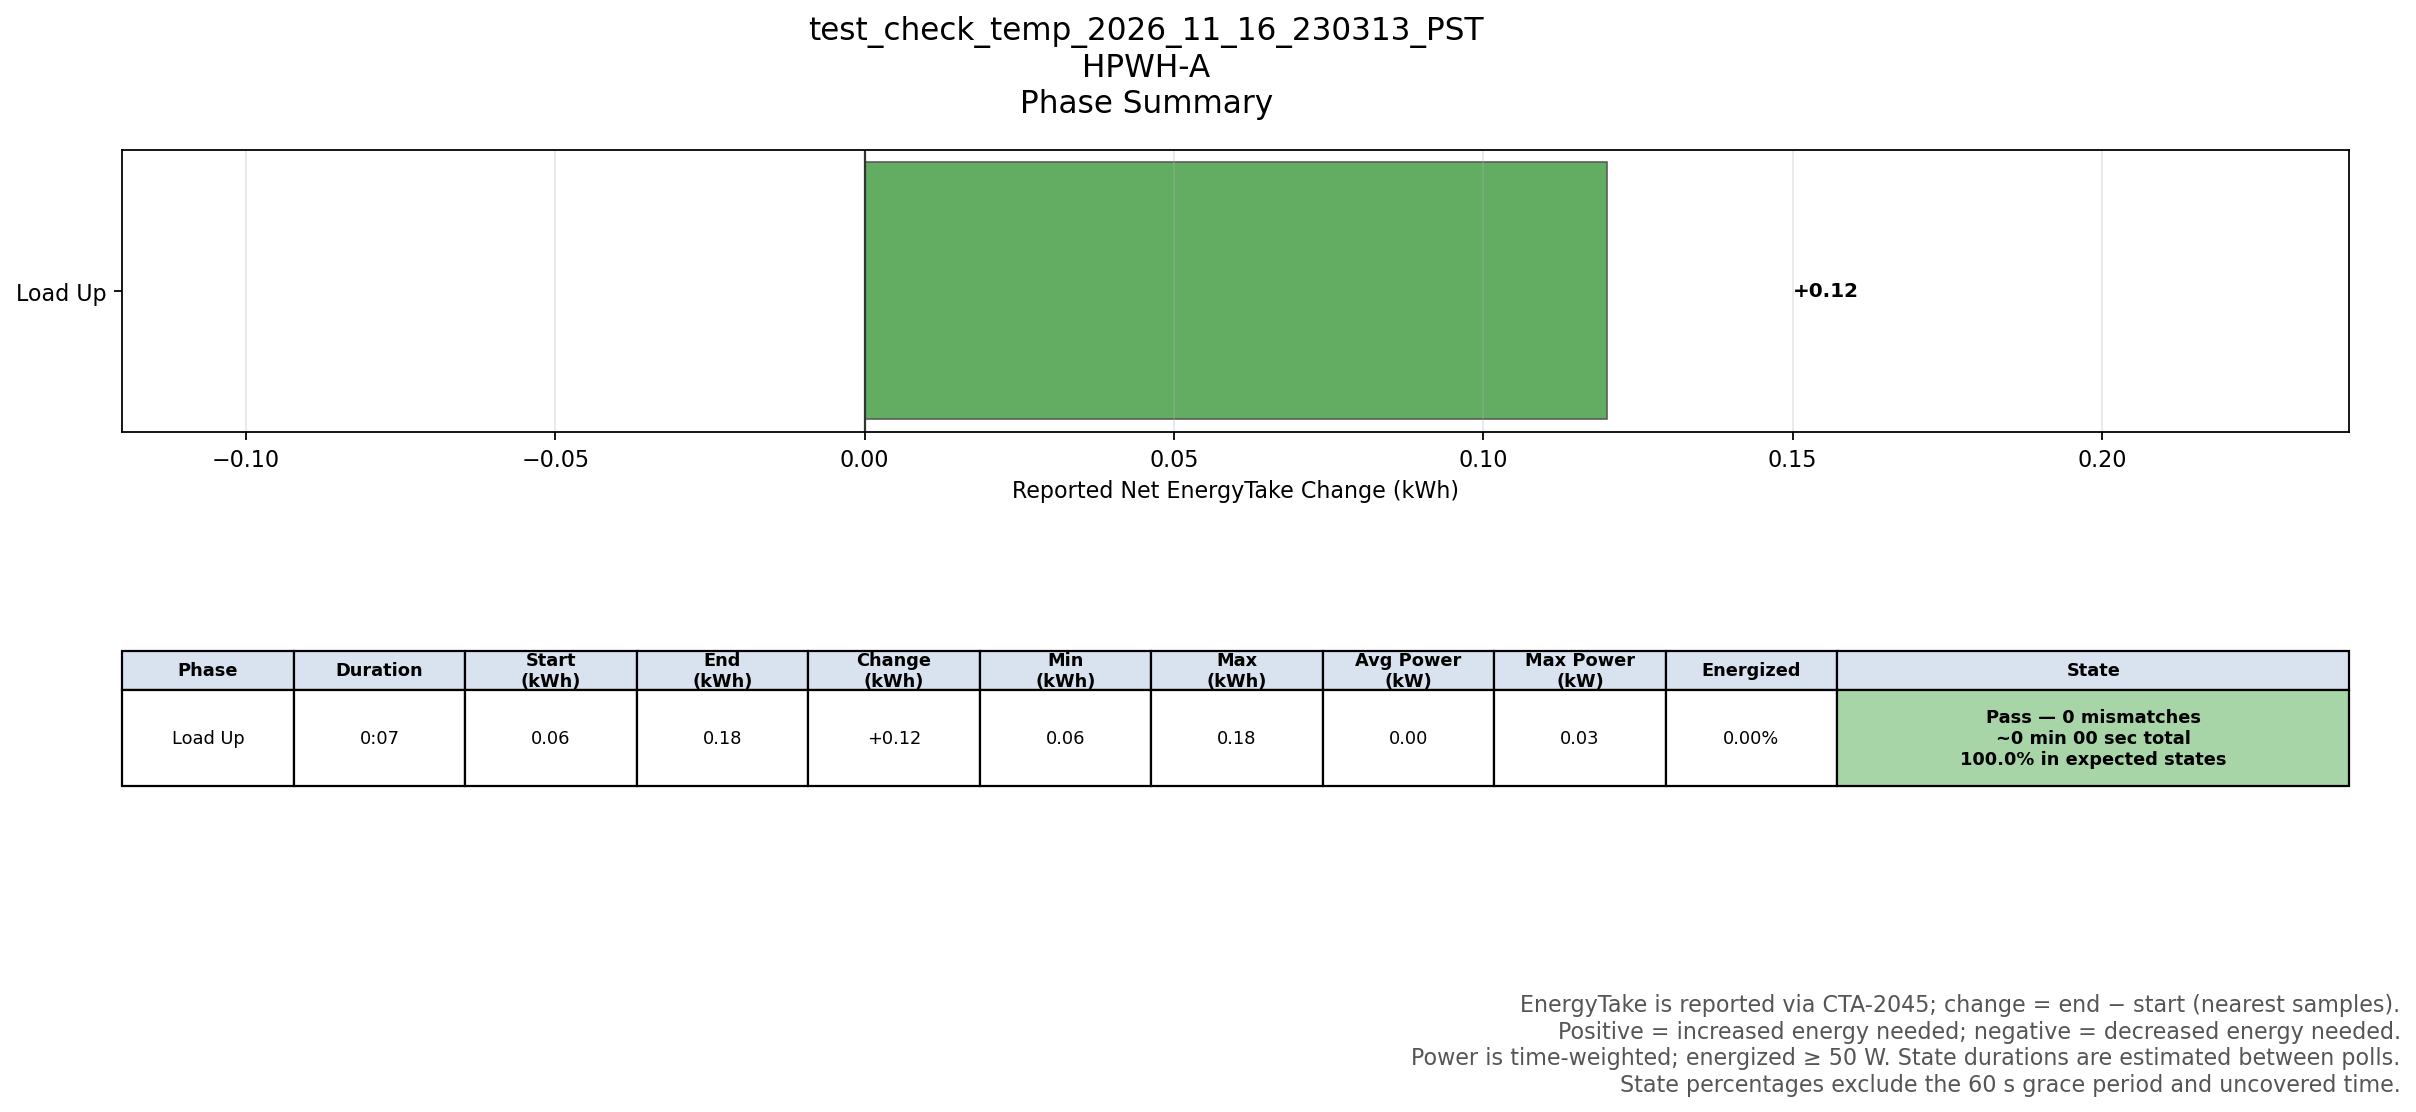 test_check_temp_2026_11_16_230313_PST
HPWH-A
Phase Summary
Load Up
+0.12
−0.10 −0.05 0.00 0.05 0.10 0.15 0.20
Reported Net EnergyTake Change (kWh)
Phase Duration Start (kWh) End (kWh) Change (kWh) Min (kWh) Max (kWh) Avg Power (kW) Max Power (kW) Energized State
Load Up 0:07 0.06 0.18 +0.12 0.06 0.18 0.00 0.03 0.00% Pass — 0 mismatches
~0 min 00 sec total
100.0% in expected states
EnergyTake is reported via CTA-2045; change = end − start (nearest samples).
Positive = increased energy needed; negative = decreased energy needed.
Power is time-weighted; energized ≥ 50 W. State durations are estimated between polls.
State percentages exclude the 60 s grace period and uncovered time.